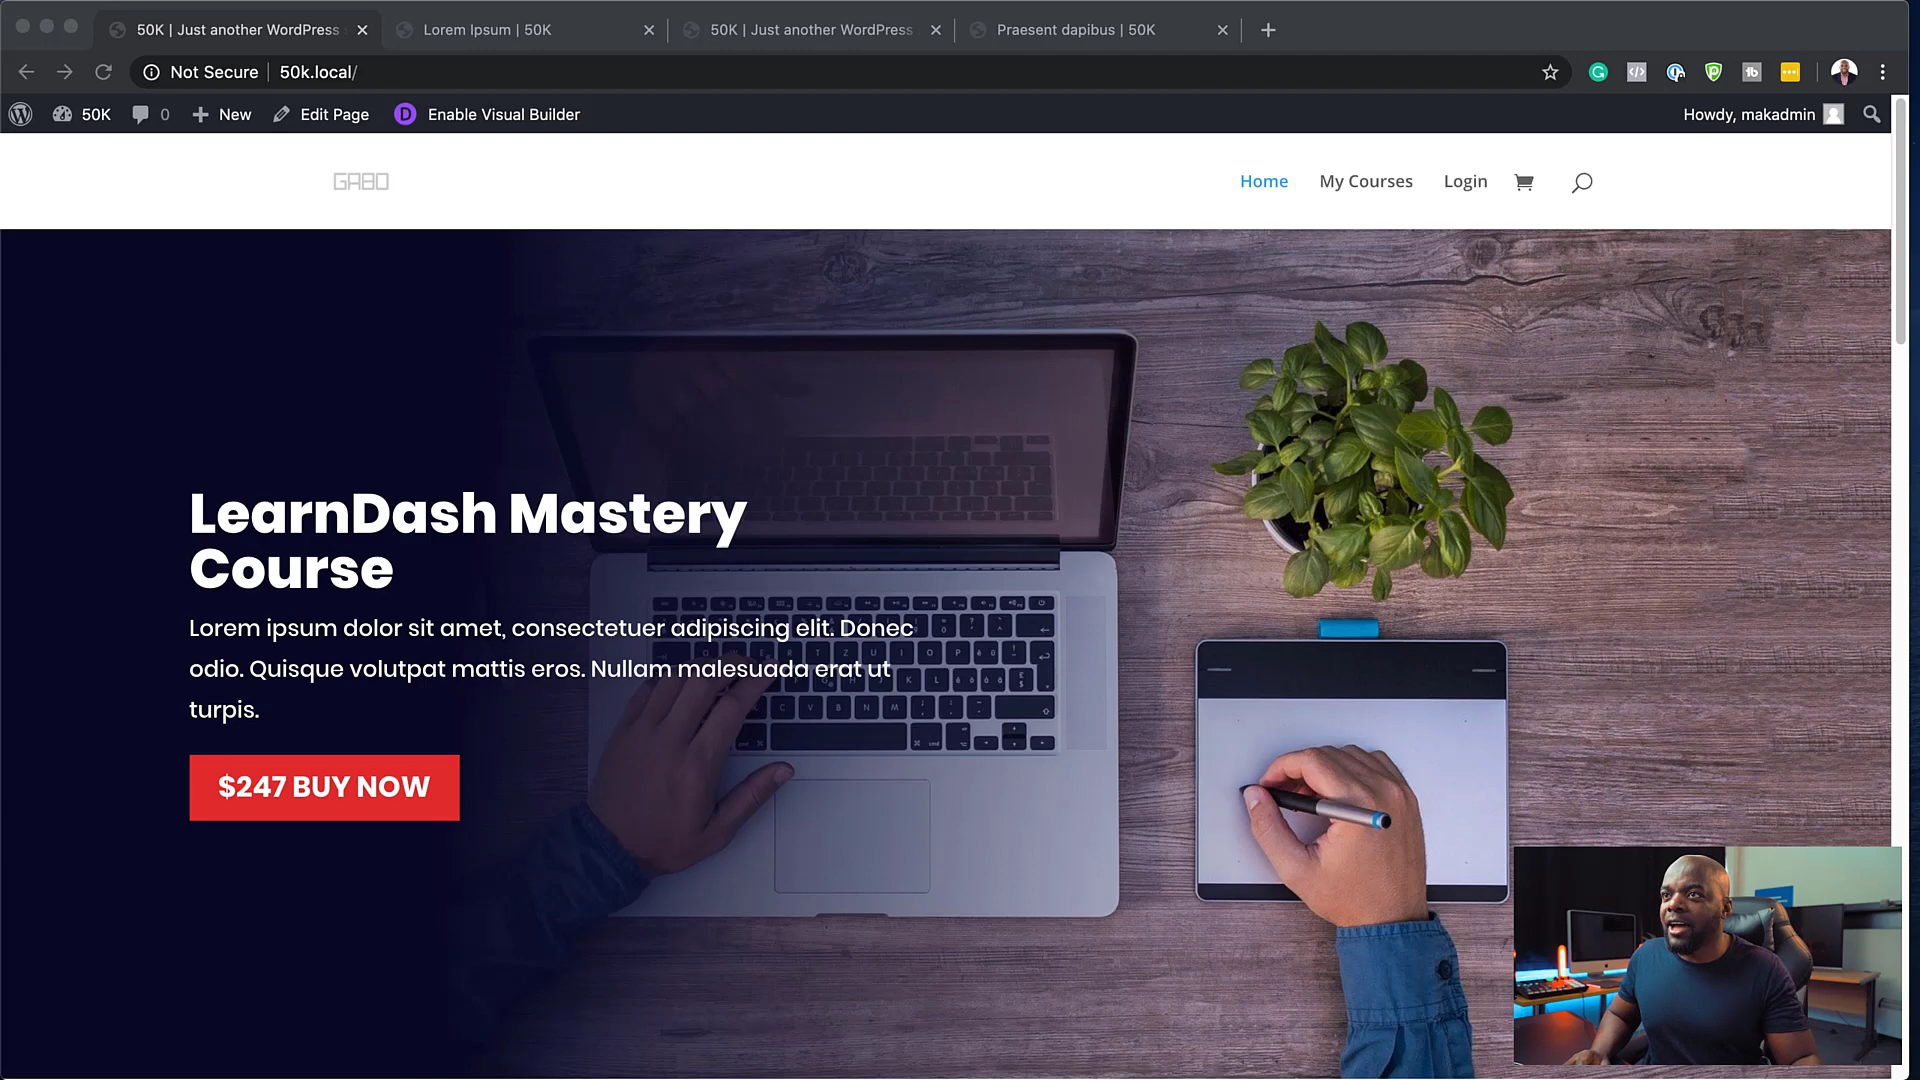 50K | Just another WordPress
Lorem Ipsum | 50K
50K | Just another WordPress
Praesent dapibus | 50K
Not Secure
50k.local/
50K
0
New
Edit Page
Enable Visual Builder
Howdy, makadmin
GABO
Home
My Courses
Login
LearnDash Mastery
Course
Lorem ipsum dolor sit amet, consectetuer adipiscing elit. Donec
odio. Quisque volutpat mattis eros. Nullam malesuada erat ut
turpis.
$247 BUY NOW